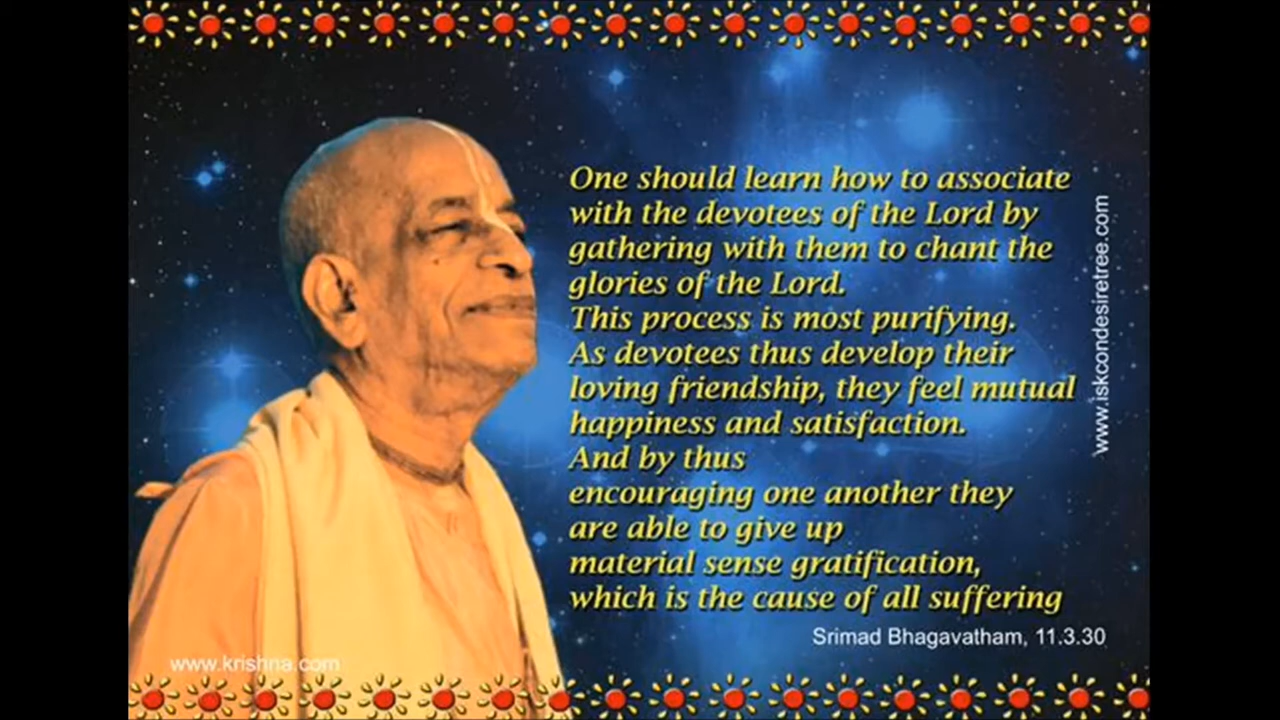 One should learn how to associate
with the devotees of the Lord by
gathering with them to chant the
glories of the Lord.
This process is most purifying.
As devotees thus develop their
loving friendship, they feel mutual
happiness and satisfaction.
And by thus
encouraging one another they
are able to give up
material sense gratification,
which is the cause of all suffering
Srimad Bhagavatham, 11.3.30
www.iskcondesiretree.com
www.krishna.com